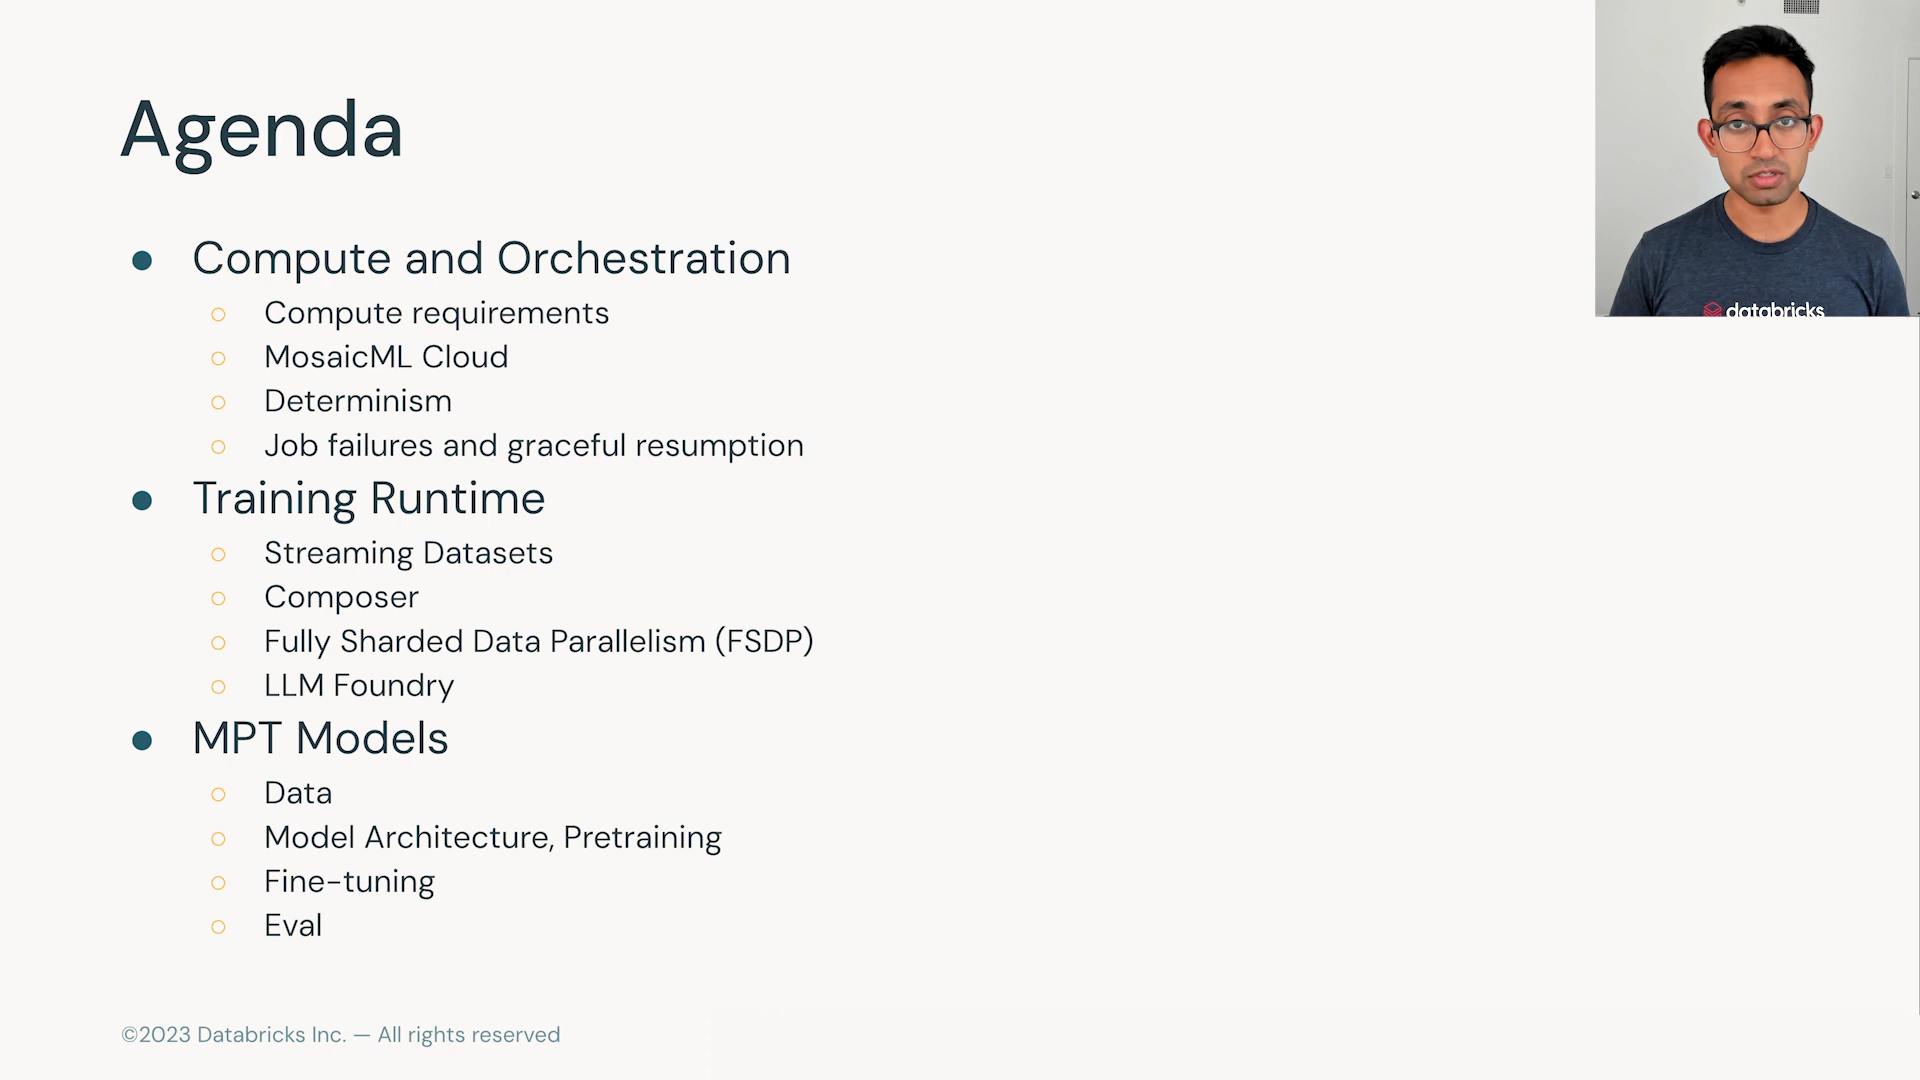 Agenda
● Compute and Orchestration
○ Compute requirements
○ MosaicML Cloud
○ Determinism
○ Job failures and graceful resumption
● Training Runtime
○ Streaming Datasets
○ Composer
○ Fully Sharded Data Parallelism (FSDP)
○ LLM Foundry
● MPT Models
○ Data
○ Model Architecture, Pretraining
○ Fine-tuning
○ Eval
©2023 Databricks Inc. — All rights reserved
databricks